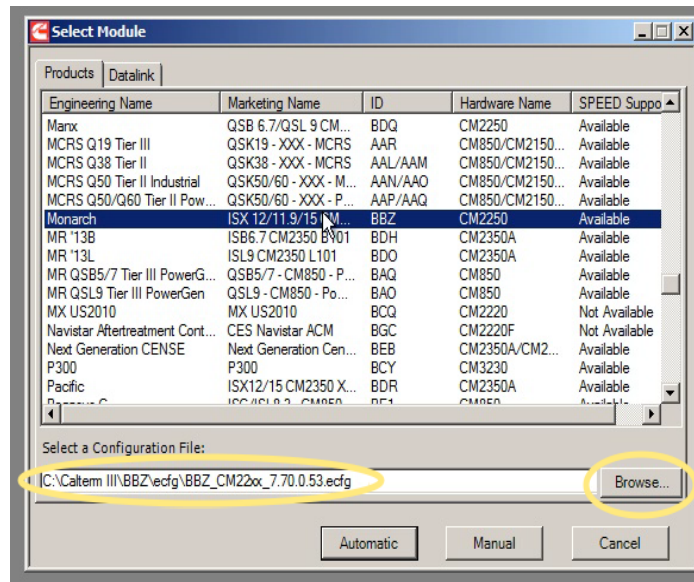 Select Module
Products Datalink
Engineering Name Marketing Name ID Hardware Name SPEED Suppo
Manx QSB 6.7/QSL 9 CM... BDQ CM2250 Available
MCRS Q19 Tier III QSK19 - XXX - MCRS AAR CM850/CM2150... Available
MCRS Q38 Tier II QSK38 - XXX - MCRS AAL/AAM CM850/CM2150... Available
MCRS Q50 Tier II Industrial QSK50/60 - XXX - M... AAN/AAO CM850/CM2150... Available
MCRS Q50/Q60 Tier II Pow... QSK50/60 - XXX - P... AAP/AAQ CM850/CM2150... Available
Monarch ISX 12/11.9/15 BBZ CM2250 Available
MR '13B ISB6.7 CM2350 B101 BDH CM2350A Available
MR '13L ISL9 CM2350 L101 BDO CM2350A Available
MR QSB5/7 Tier III PowerG... QSB5/7 - CM850 - P... BAQ CM850 Available
MR QSL9 Tier III PowerGen QSL9 - CM850 - Po... BAO CM850 Available
MX US2010 MX US2010 BCQ CM2220 Not Available
Navistar Aftertreatment Cont... CES Navistar ACM BGC CM2220F Not Available
Next Generation CENSE Next Generation Cen... BEB CM2350A/CM2... Available
P300 P300 BCY CM3230 Available
Pacific ISX12/15 CM2350 X... BDR CM2350A Available
Select a Configuration File:
C:\Calterm III\BBZ\ecfg\BBZ_CM22xx_7.70.0.53.ecfg Browse...
Automatic Manual Cancel